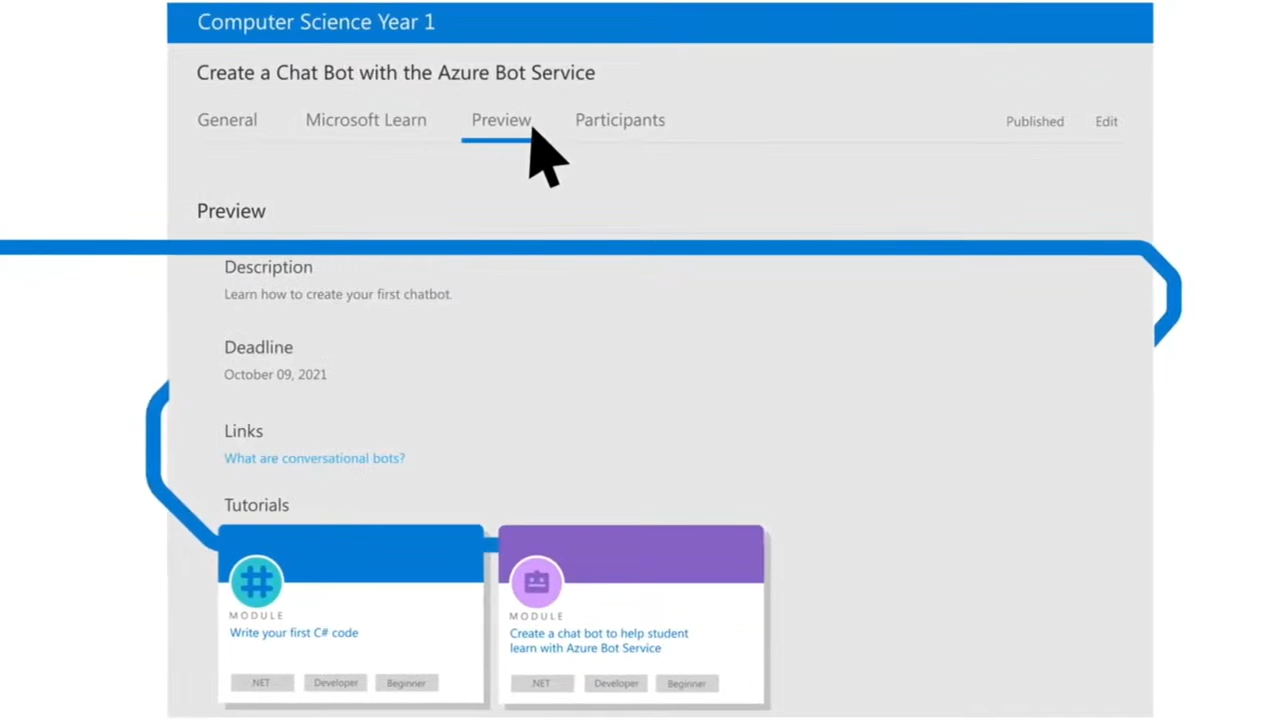 Computer Science Year 1
Create a Chat Bot with the Azure Bot Service
General Microsoft Learn Preview Participants Published Edit
Preview
Description
Learn how to create your first chatbot.
Deadline
October 09, 2021
Links
What are conversational bots?
Tutorials
MODULE
Write your first C# code
.NET Developer Beginner
MODULE
Create a chat bot to help student
learn with Azure Bot Service
.NET Developer Beginner